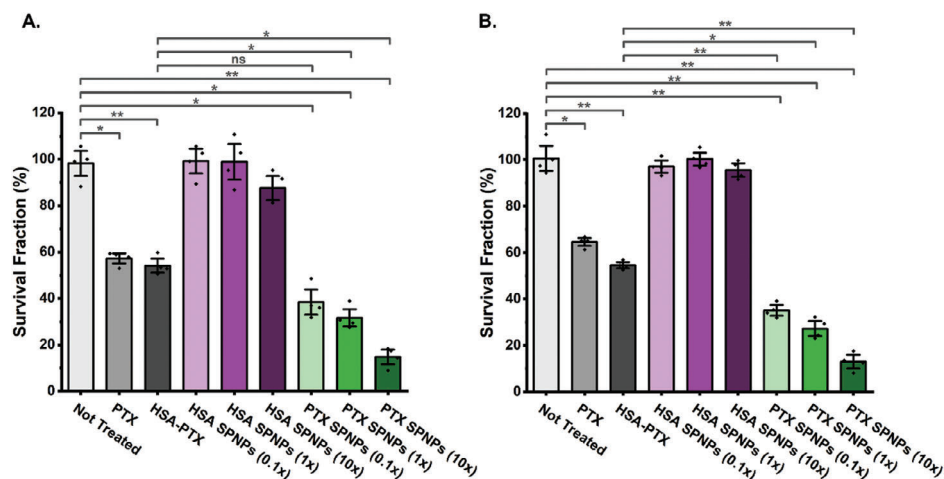 A.
*
*
ns
**
*
*
**
*
Survival Fraction (%)
120
100
80
60
40
20
0
Not Treated
PTX
HSA-PTX
HSA SPNPs (0.1x)
HSA SPNPs (1x)
HSA SPNPs (10x)
PTX SPNPs (0.1x)
PTX SPNPs (1x)
PTX SPNPs (10x)
B.
**
*
**
**
**
**
**
*
Survival Fraction (%)
120
100
80
60
40
20
0
Not Treated
PTX
HSA-PTX
HSA SPNPs (0.1x)
HSA SPNPs (1x)
HSA SPNPs (10x)
PTX SPNPs (0.1x)
PTX SPNPs (1x)
PTX SPNPs (10x)